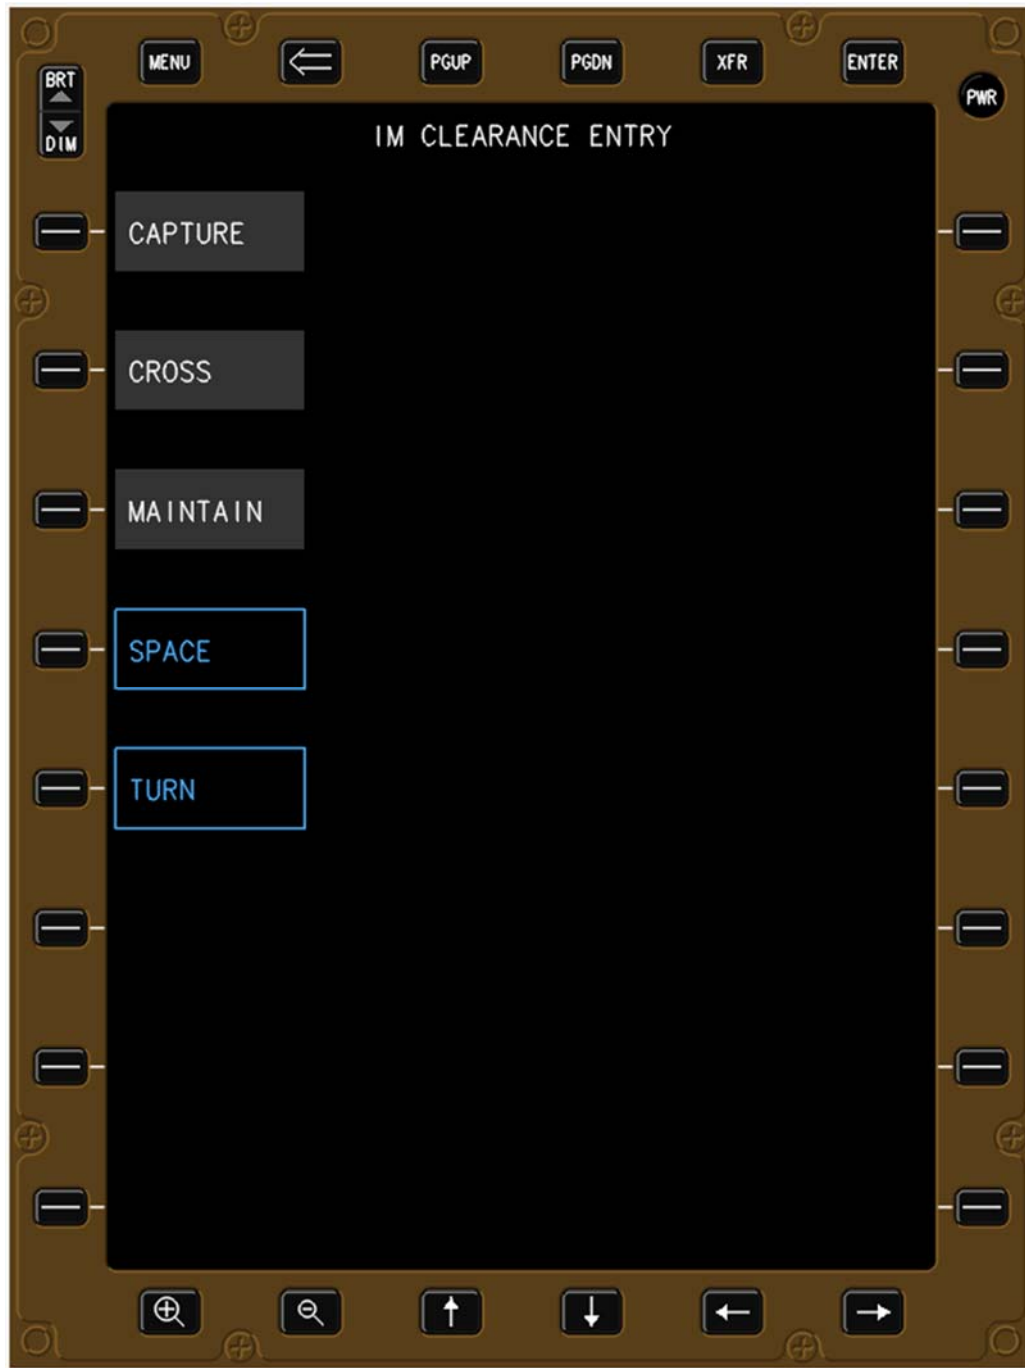 MENU PGUP PGDN XFR ENTER
BRT
DIM
PWR
IM CLEARANCE ENTRY
CAPTURE
CROSS
MAINTAIN
SPACE
TURN